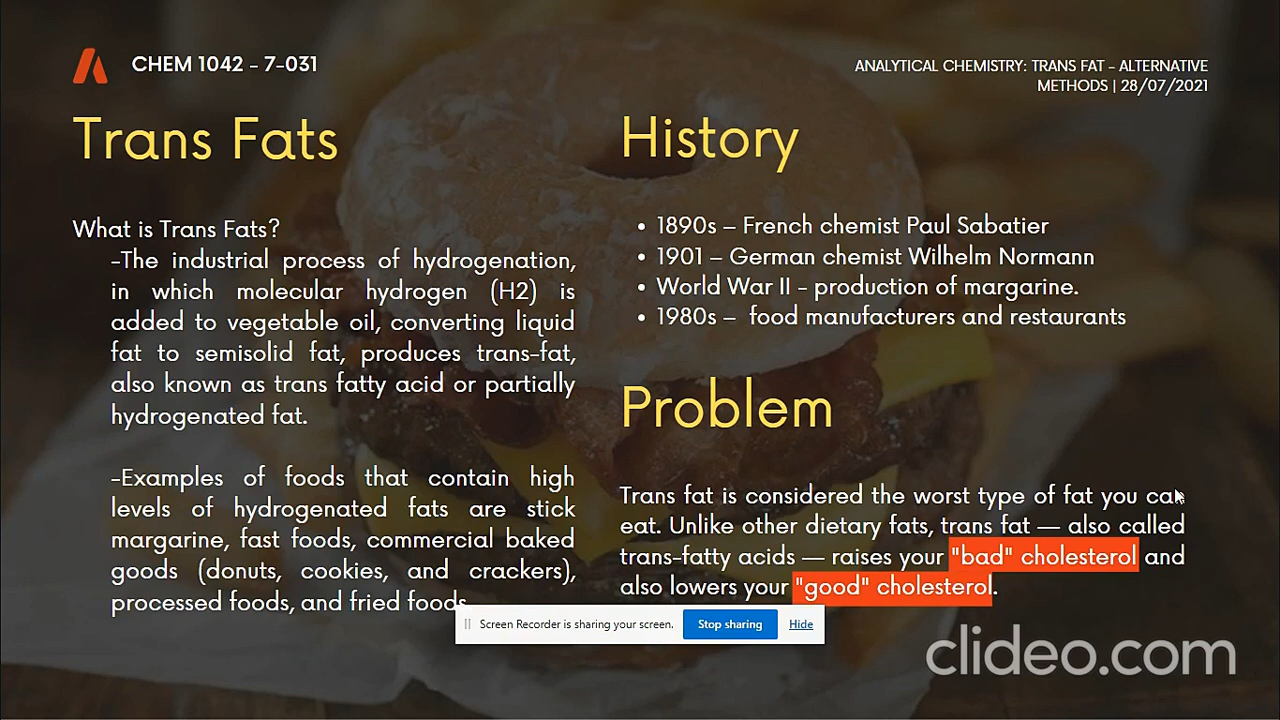 CHEM 1042 - 7-031
ANALYTICAL CHEMISTRY: TRANS FAT - ALTERNATIVE
METHODS | 28/07/2021
Trans Fats
What is Trans Fats?
-The industrial process of hydrogenation,
in which molecular hydrogen (H2) is
added to vegetable oil, converting liquid
fat to semisolid fat, produces trans-fat,
also known as trans fatty acid or partially
hydrogenated fat.
-Examples of foods that contain high
levels of hydrogenated fats are stick
margarine, fast foods, commercial baked
goods (donuts, cookies, and crackers),
processed foods, and fried foods.
History
• 1890s – French chemist Paul Sabatier
• 1901 – German chemist Wilhelm Normann
• World War II - production of margarine.
• 1980s – food manufacturers and restaurants
Problem
Trans fat is considered the worst type of fat you can
eat. Unlike other dietary fats, trans fat — also called
trans-fatty acids — raises your "bad" cholesterol and
also lowers your "good" cholesterol.
Screen Recorder is sharing your screen. Stop sharing Hide
clideo.com